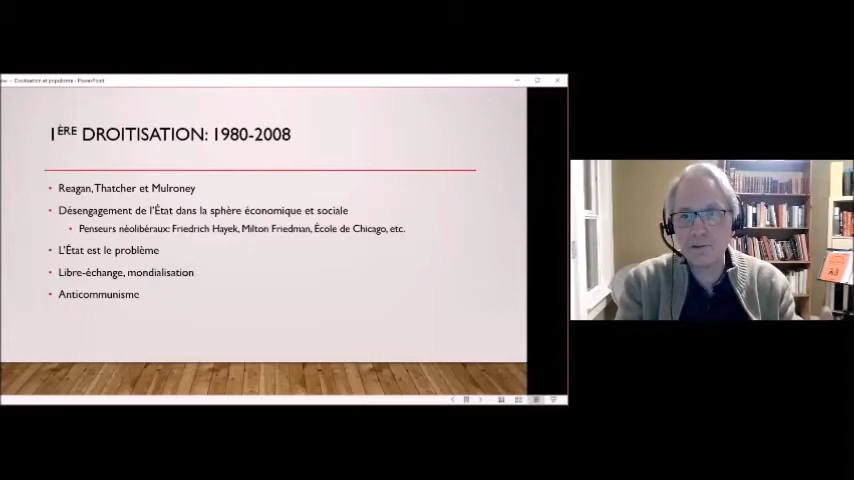 Droitisation et populisme - PowerPoint
1ÈRE DROITISATION: 1980-2008
• Reagan, Thatcher et Mulroney
• Désengagement de l'État dans la sphère économique et sociale
• Penseurs néolibéraux: Friedrich Hayek, Milton Friedman, École de Chicago, etc.
• L'État est le problème
• Libre-échange, mondialisation
• Anticommunisme